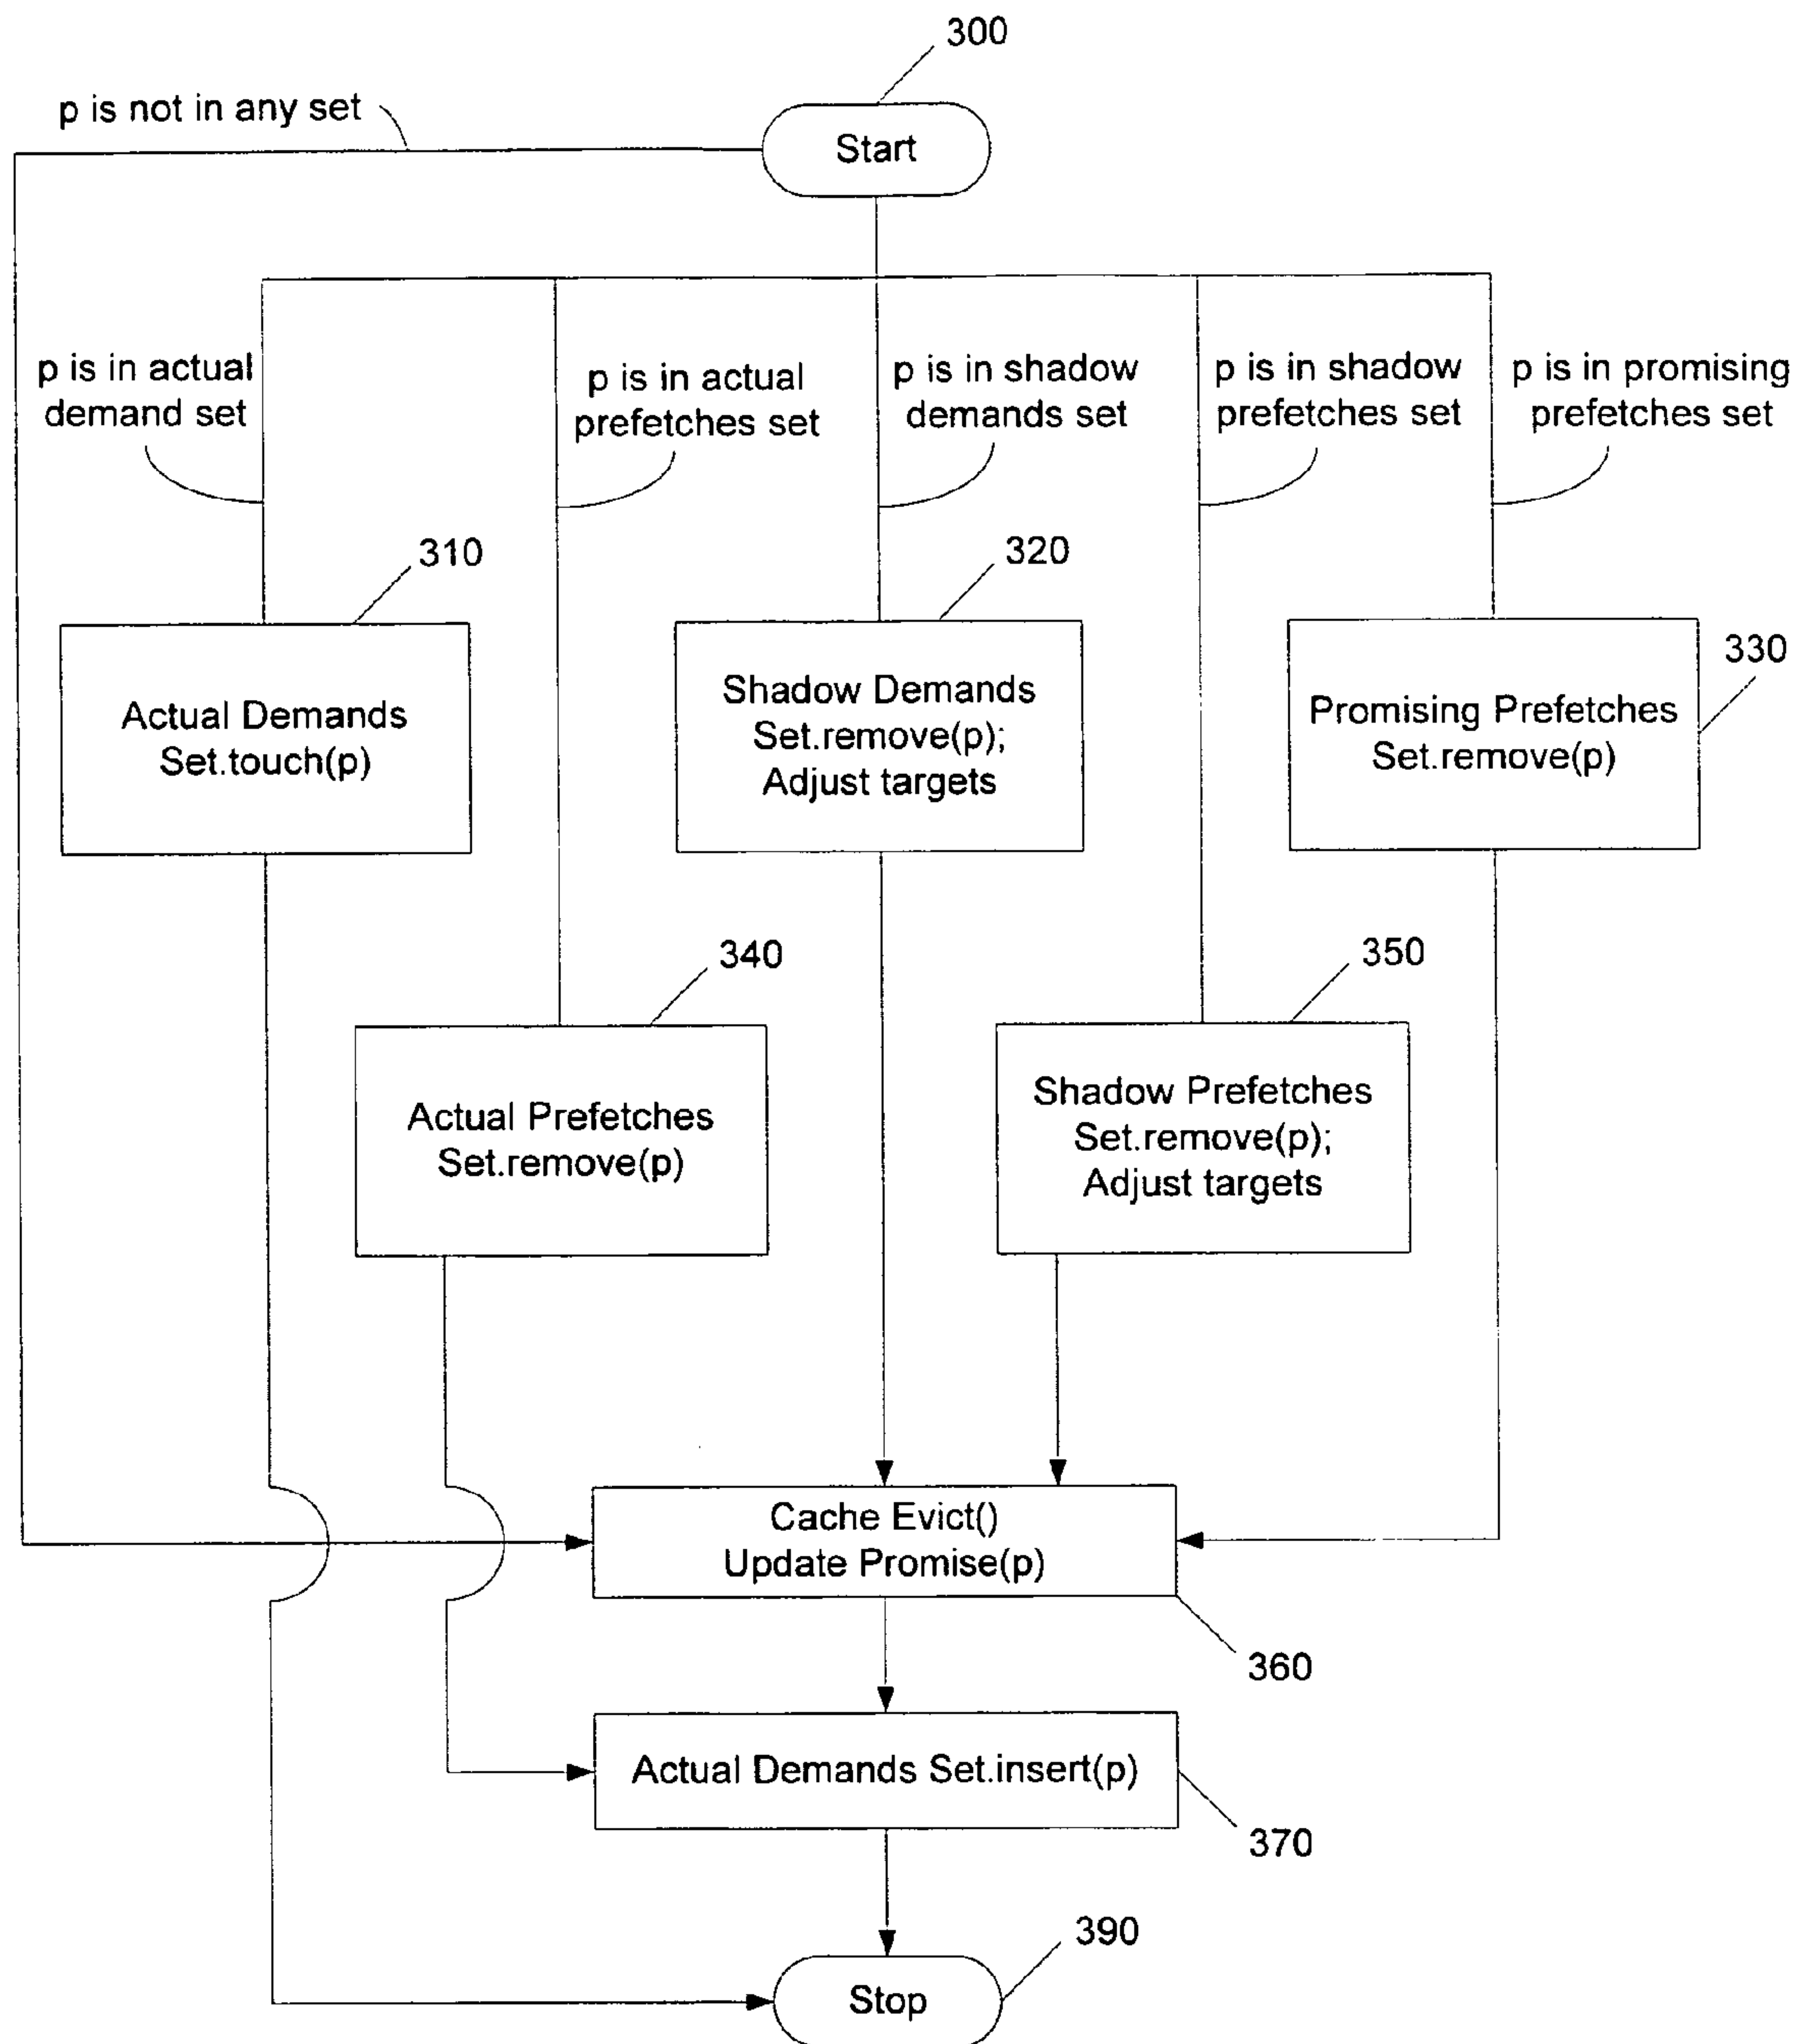 300
p is not in any set
Start
p is in actual
demand set
p is in actual
prefetches set
p is in shadow
demands set
p is in shadow
prefetches set
p is in promising
prefetches set
310
320
330
Actual Demands
Set.touch(p)
Shadow Demands
Set.remove(p);
Adjust targets
Promising Prefetches
Set.remove(p)
340
350
Actual Prefetches
Set.remove(p)
Shadow Prefetches
Set.remove(p);
Adjust targets
Cache Evict()
Update Promise(p)
360
Actual Demands Set.insert(p)
370
390
Stop